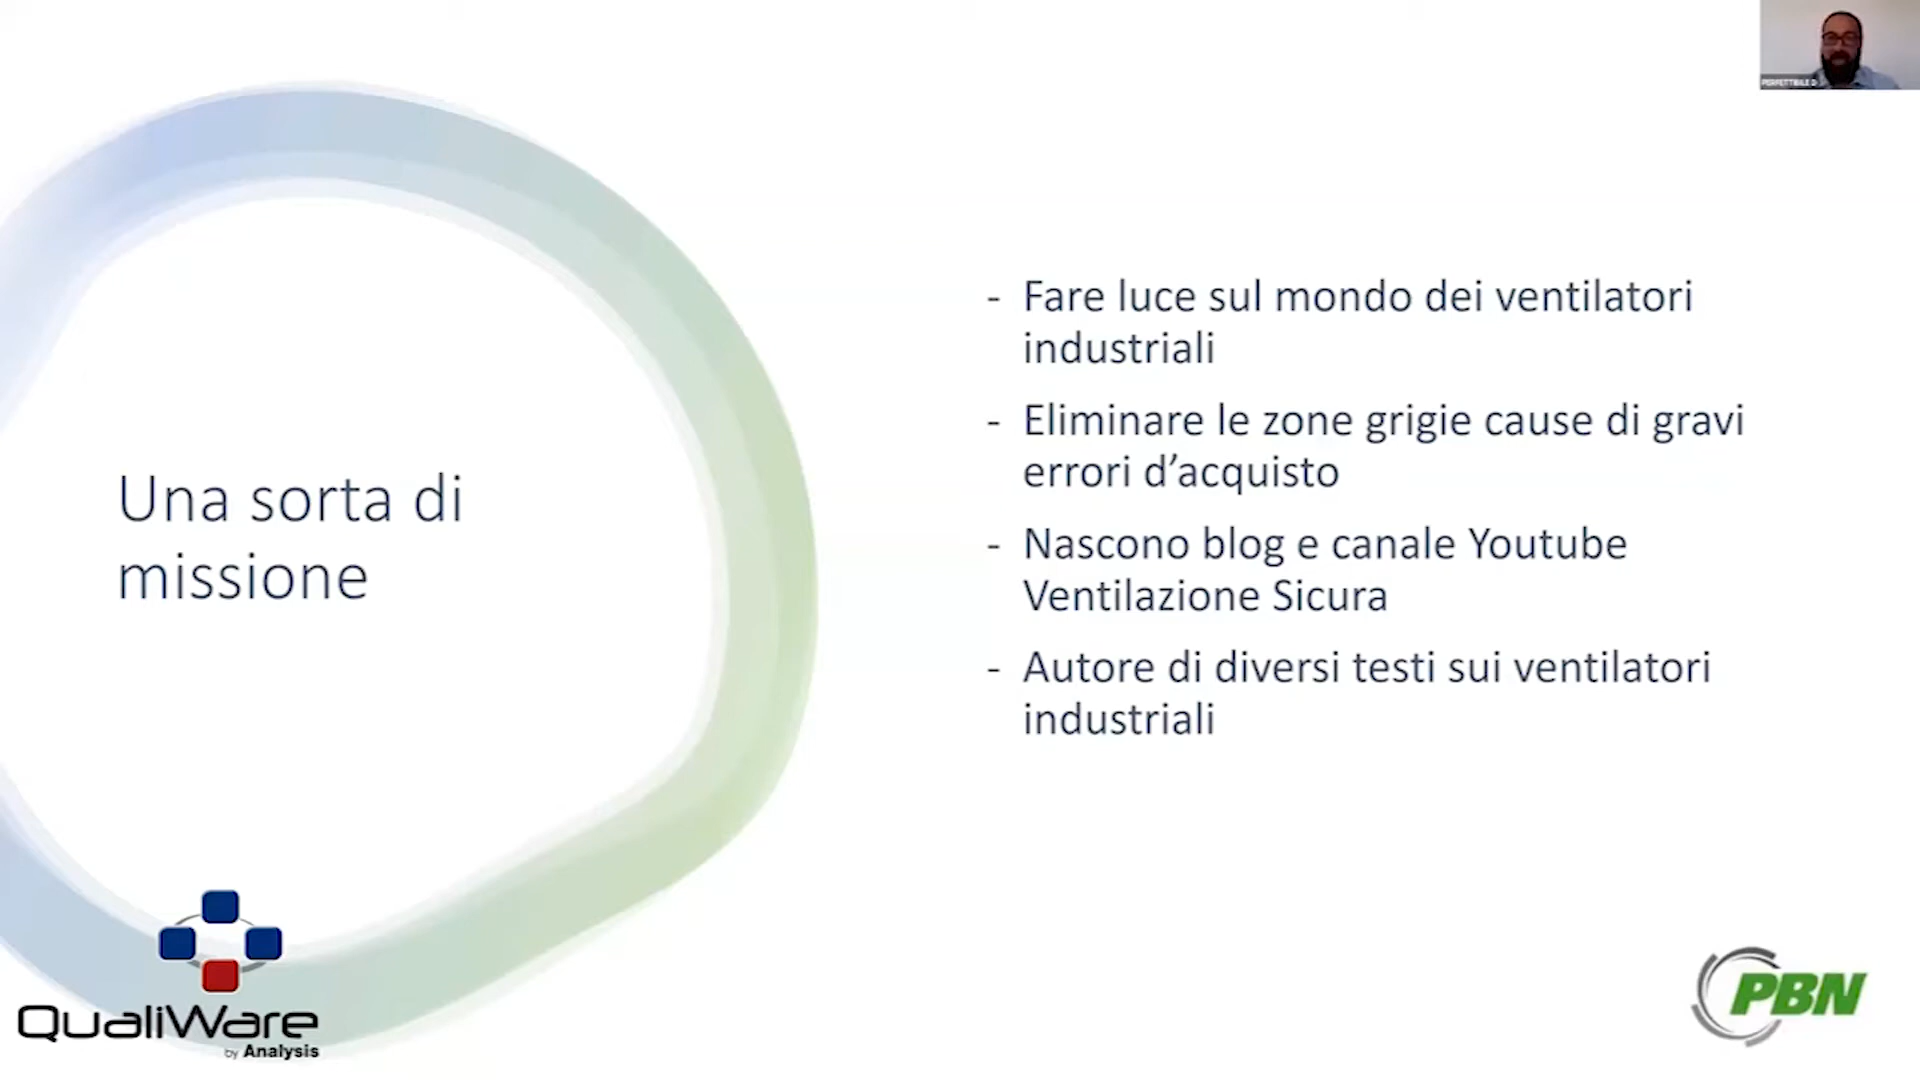 PERFETTIBILE D
Una sorta di
missione
- Fare luce sul mondo dei ventilatori
industriali
- Eliminare le zone grigie cause di gravi
errori d’acquisto
- Nascono blog e canale Youtube
Ventilazione Sicura
- Autore di diversi testi sui ventilatori
industriali
QualiWare
by Analysis
PBN